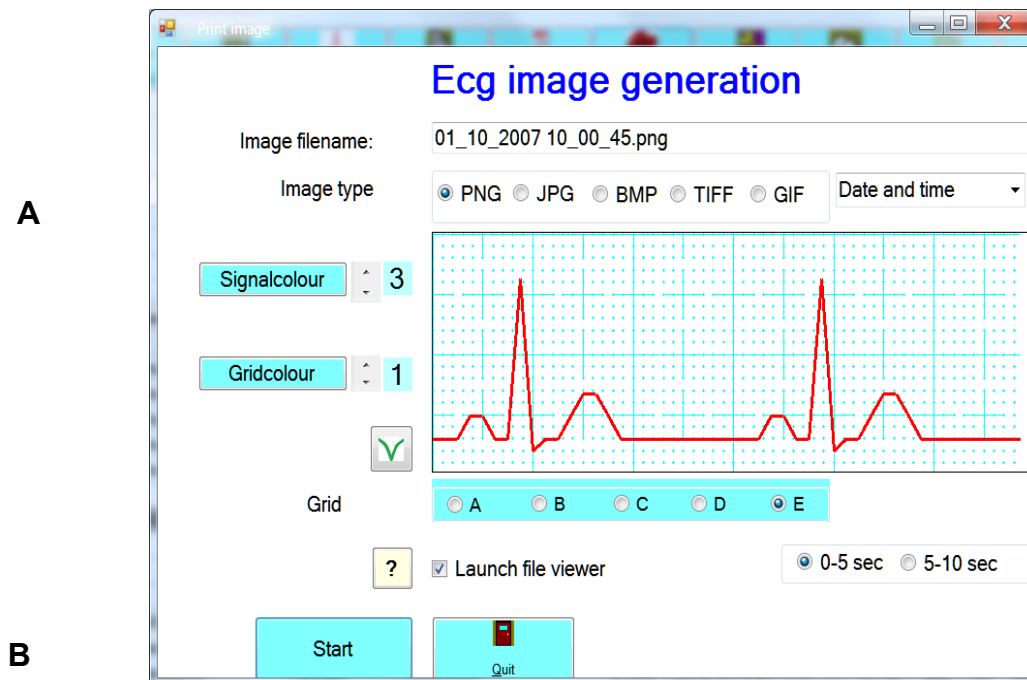 Print image
Ecg image generation
Image filename: 01_10_2007 10_00_45.png
Image type PNG JPG BMP TIFF GIF Date and time
A
Signalcolour 3
Gridcolour 1
Grid A B C D E
? Launch file viewer 0-5 sec 5-10 sec
Start
B
Quit